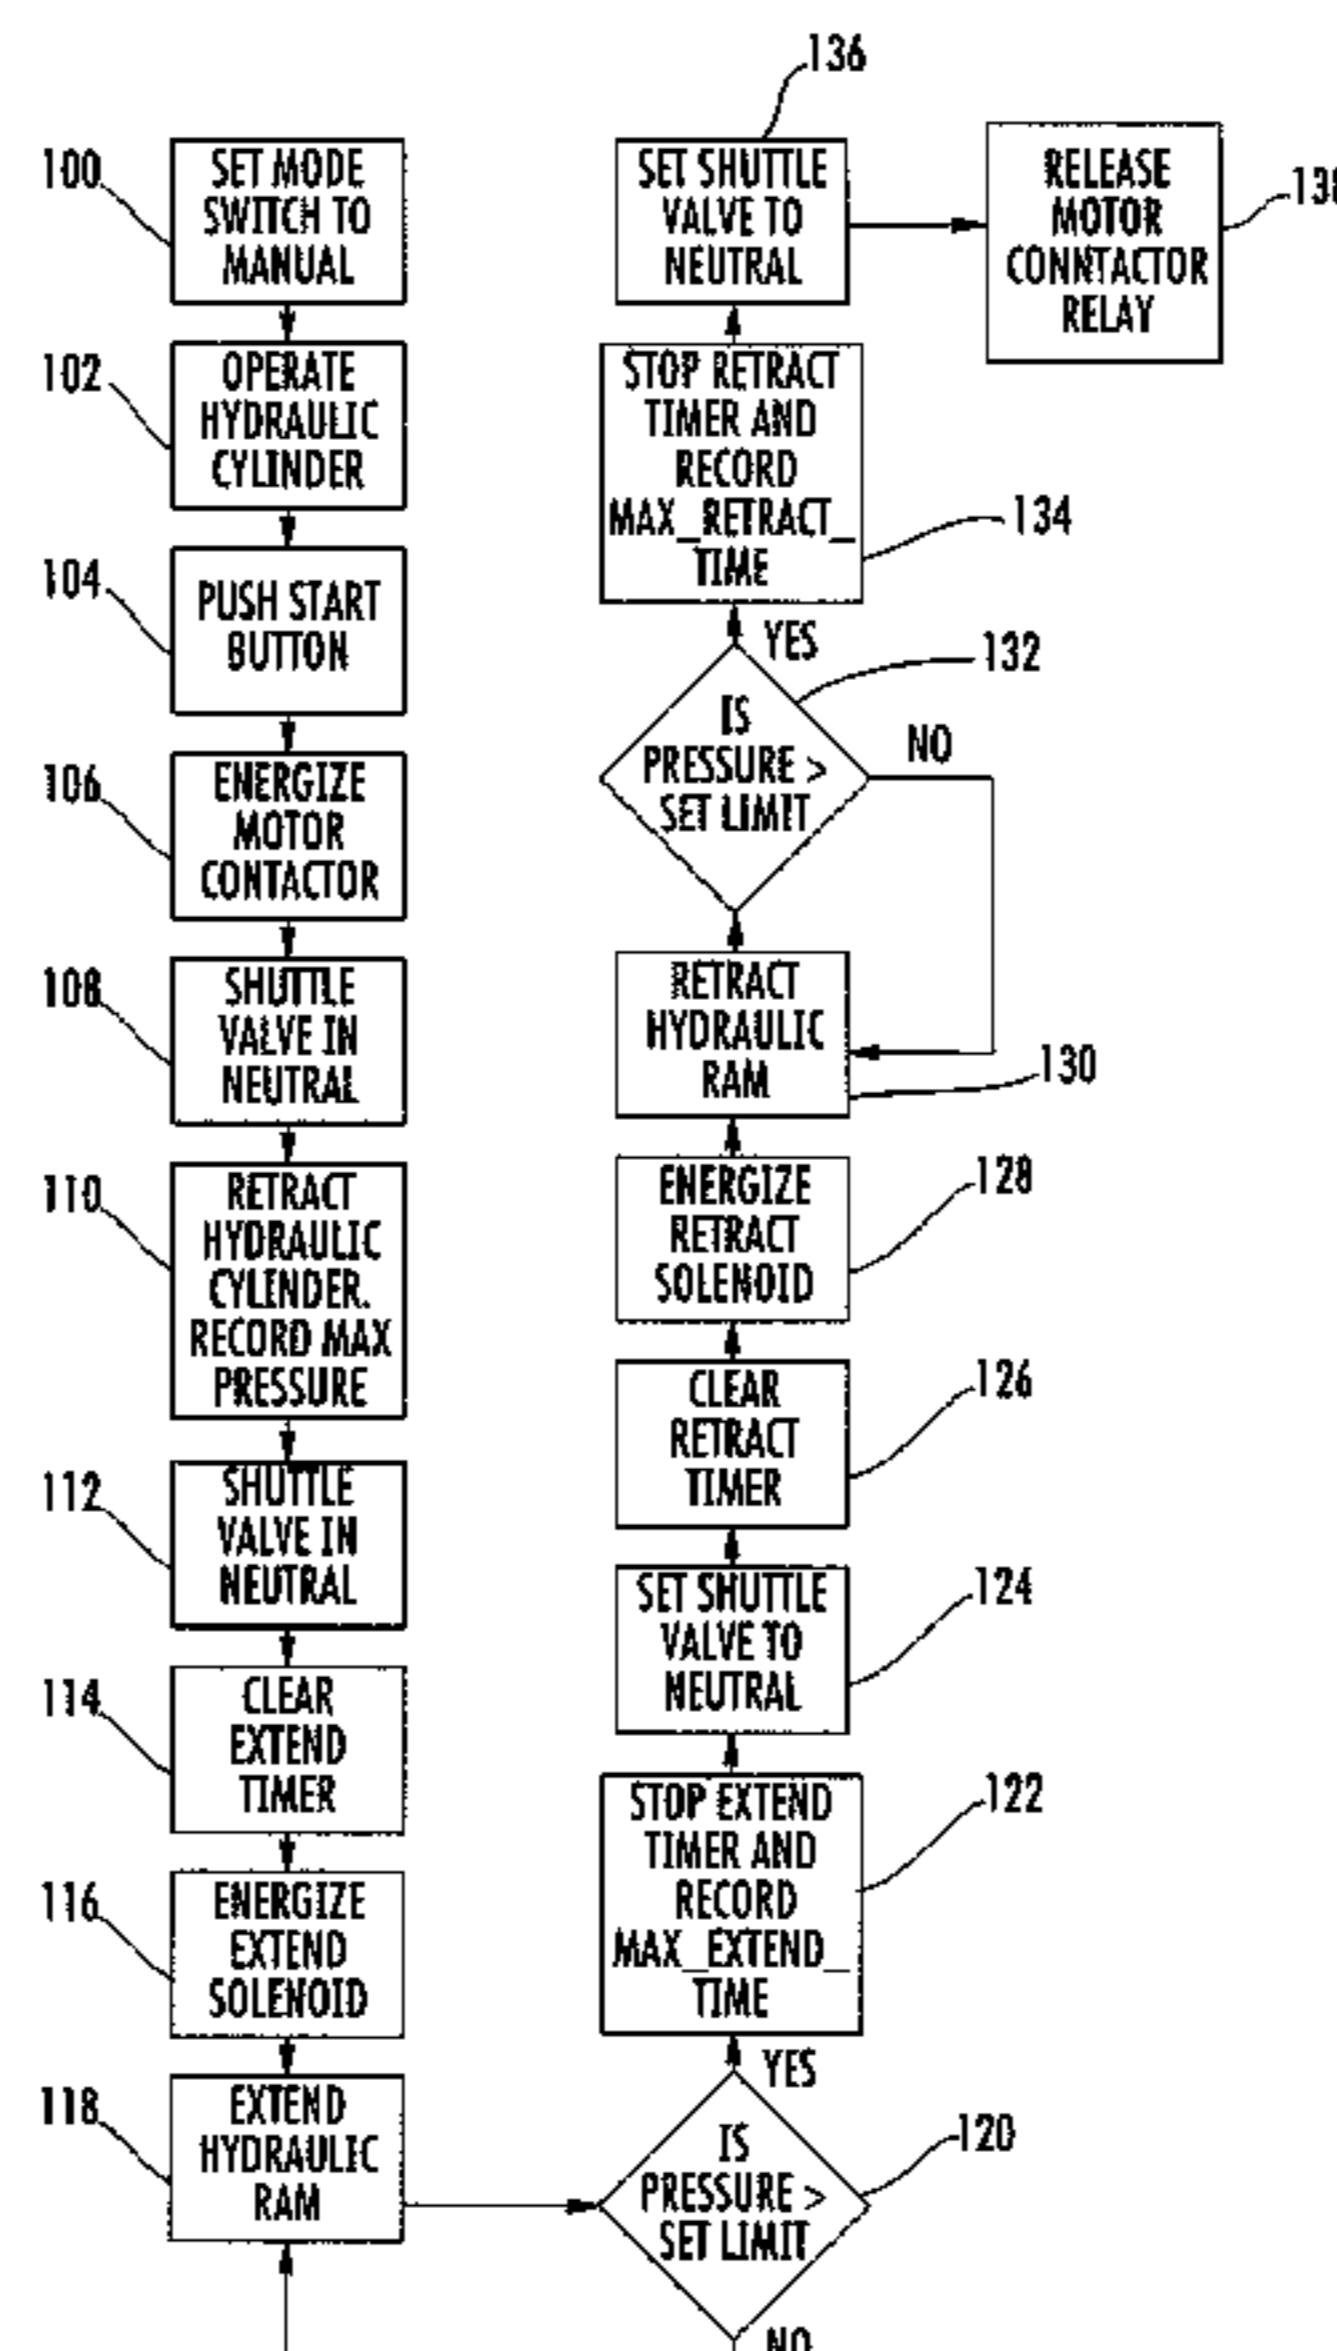 100
SET MODE
SWITCH TO
MANUAL
102
OPERATE
HYDRAULIC
CYLINDER
104
PUSH START
BUTTON
106
ENERGIZE
MOTOR
CONTACTOR
108
SHUTTLE
VALVE IN
NEUTRAL
110
RETRACT
HYDRAULIC
CYLINDER.
RECORD MAX
PRESSURE
112
SHUTTLE
VALVE IN
NEUTRAL
114
CLEAR
EXTEND
TIMER
116
ENERGIZE
EXTEND
SOLENOID
118
EXTEND
HYDRAULIC
RAM
120
IS
PRESSURE >
SET LIMIT
NO
YES
122
STOP EXTEND
TIMER AND
RECORD
MAX_EXTEND_
TIME
124
SET SHUTTLE
VALVE TO
NEUTRAL
126
CLEAR
RETRACT
TIMER
128
ENERGIZE
RETRACT
SOLENOID
130
RETRACT
HYDRAULIC
RAM
132
IS
PRESSURE >
SET LIMIT
NO
YES
134
STOP RETRACT
TIMER AND
RECORD
MAX_RETRACT_
TIME
136
SET SHUTTLE
VALVE TO
NEUTRAL
RELEASE
MOTOR
CONNTACTOR
RELAY